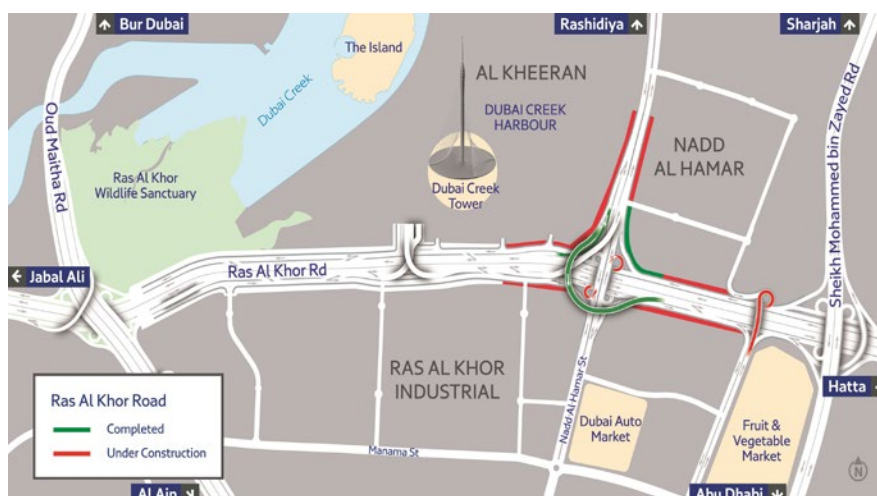 Bur Dubai
Rashidiya
Sharjah
The Island
Dubai Creek
Oud Maitha Rd
AL KHEERAN
DUBAI CREEK
HARBOUR
NADD
AL HAMAR
Sheikh Mohammed bin Zayed Rd
Ras Al Khor
Wildlife Sanctuary
Dubai Creek
Tower
Jabal Ali
Ras Al Khor Rd
RAS AL KHOR
INDUSTRIAL
Nadd Al Hamar St
Hatta
Ras Al Khor Road
Completed
Under Construction
Dubai Auto
Market
Fruit &
Vegetable
Market
Manama St
N
Al Ain
Abu Dhabi